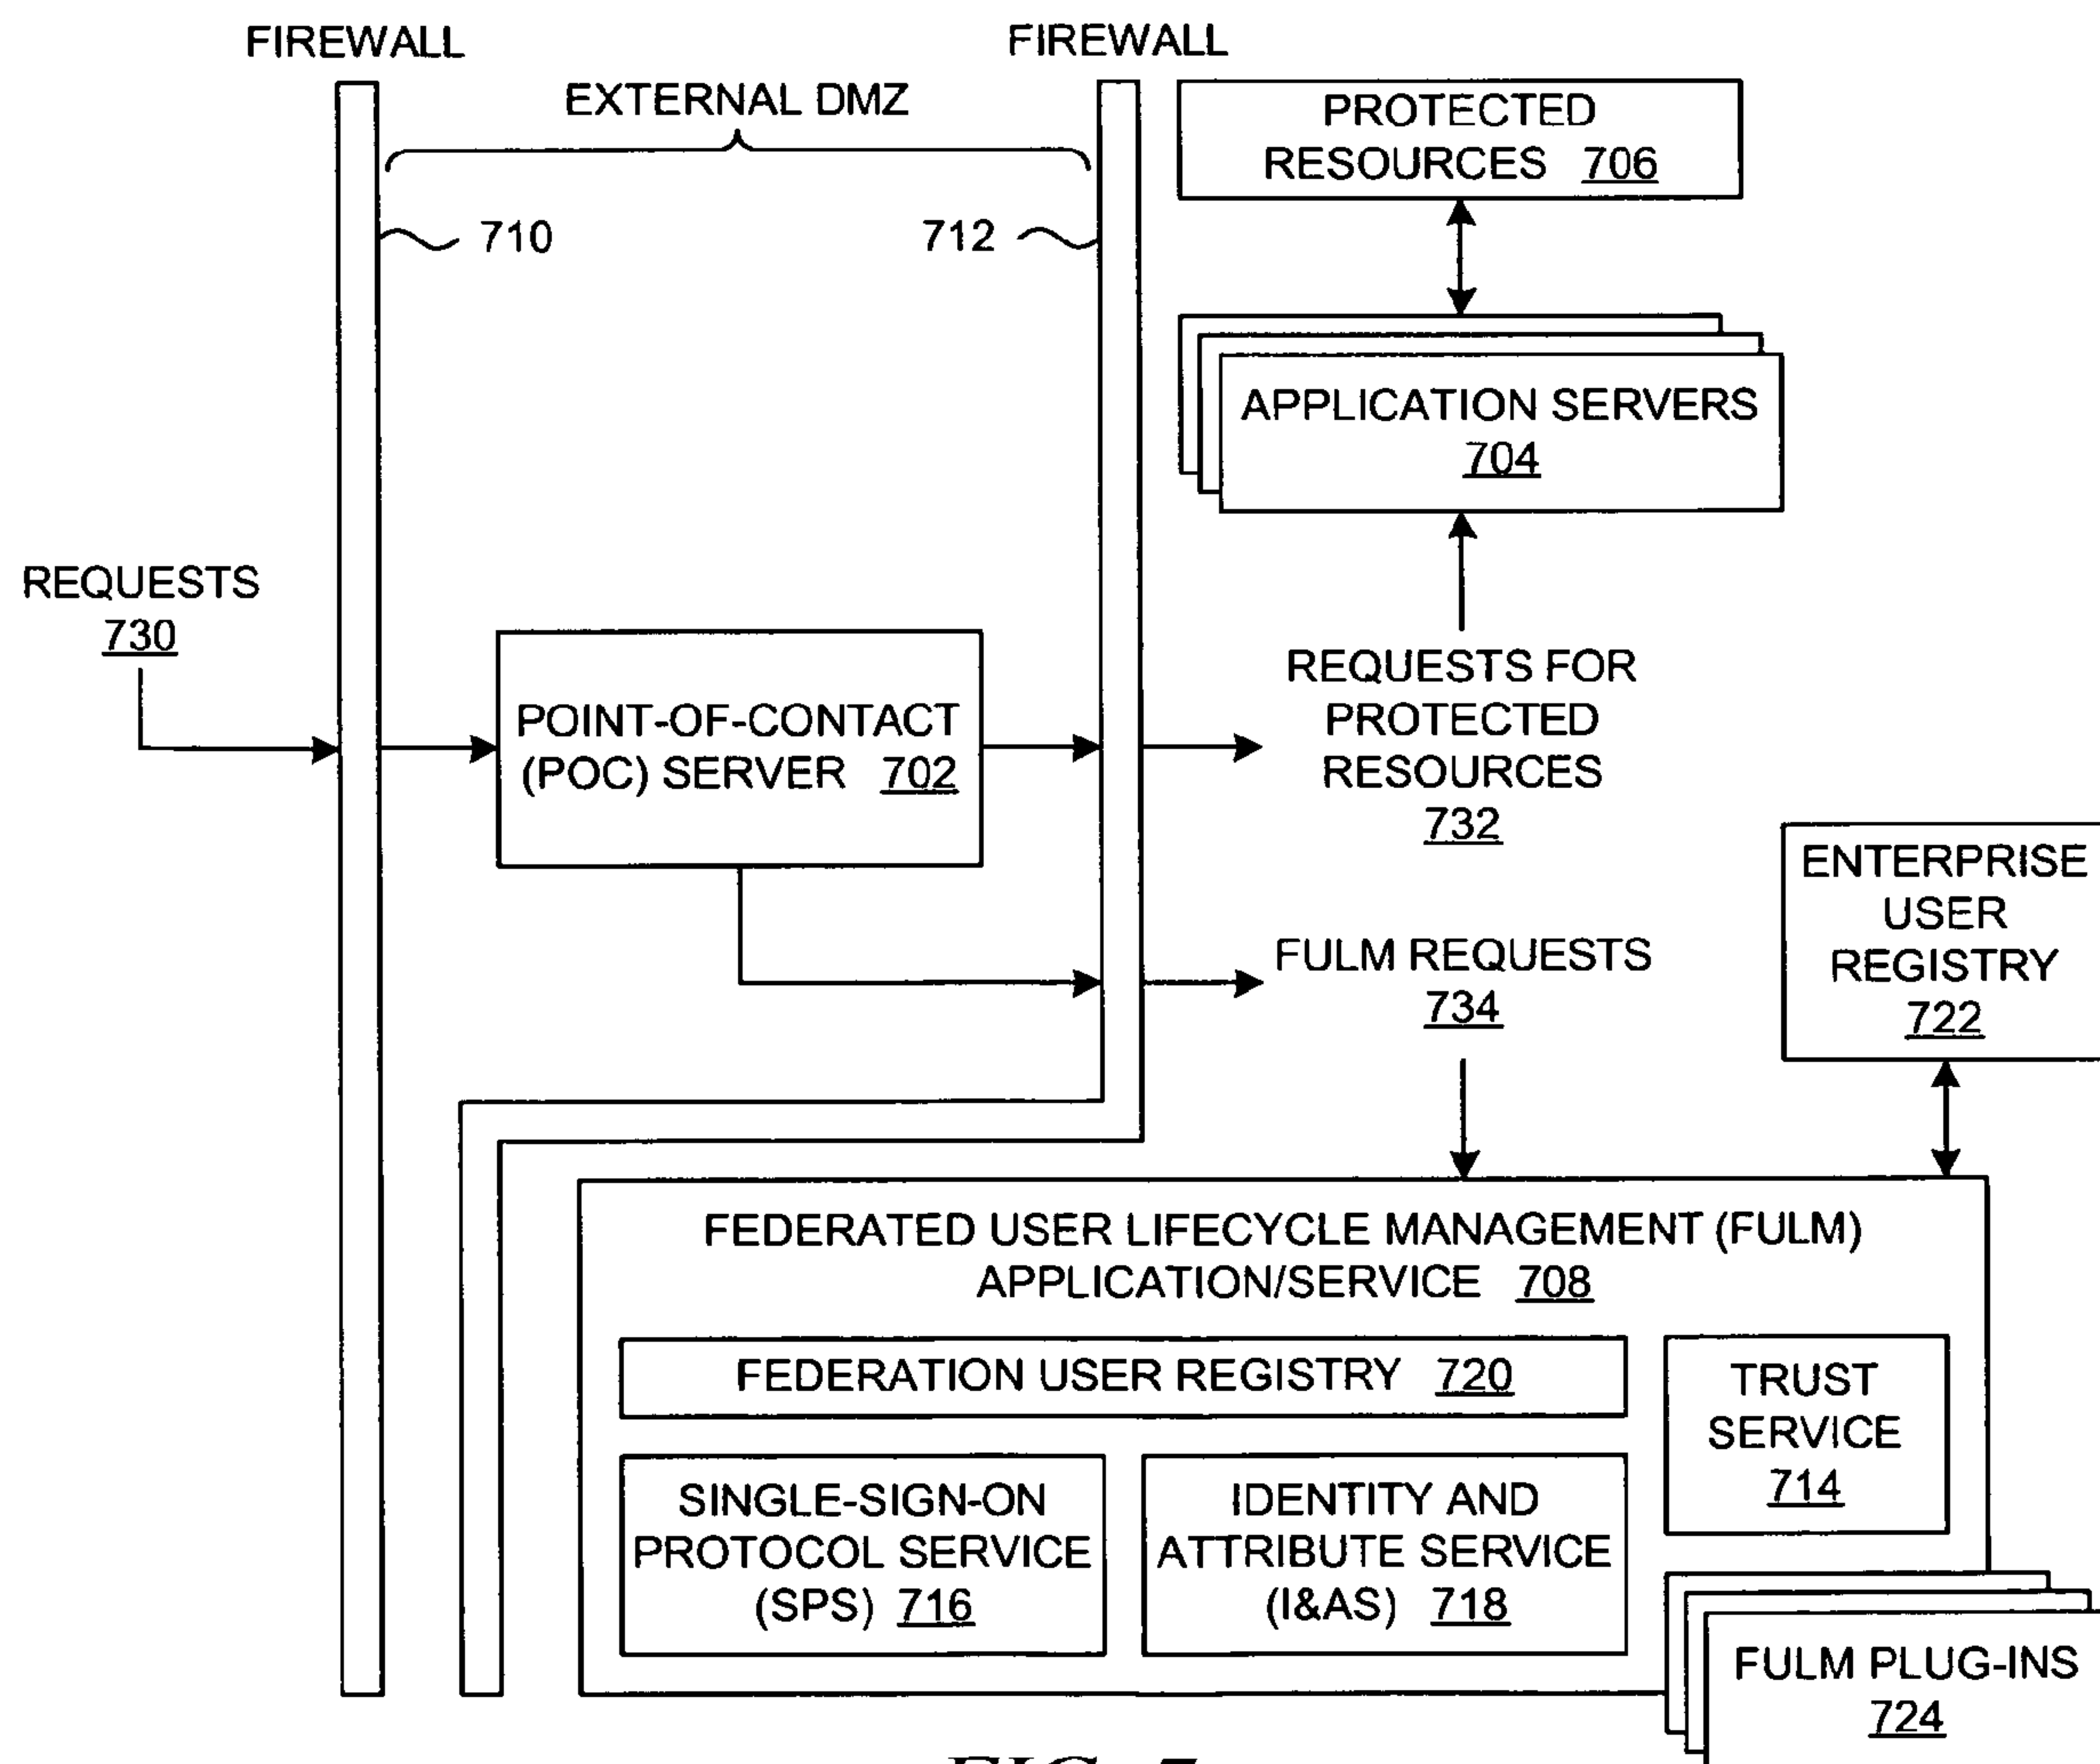 FIREWALL
FIREWALL
EXTERNAL DMZ
PROTECTED
RESOURCES 706
710
712
APPLICATION SERVERS
704
REQUESTS
730
POINT-OF-CONTACT
(POC) SERVER 702
REQUESTS FOR
PROTECTED
RESOURCES
732
ENTERPRISE
USER
REGISTRY
722
FULM REQUESTS
734
FEDERATED USER LIFECYCLE MANAGEMENT (FULM)
APPLICATION/SERVICE 708
FEDERATION USER REGISTRY 720
TRUST
SERVICE
714
SINGLE-SIGN-ON
PROTOCOL SERVICE
(SPS) 716
IDENTITY AND
ATTRIBUTE SERVICE
(I&AS) 718
FULM PLUG-INS
724